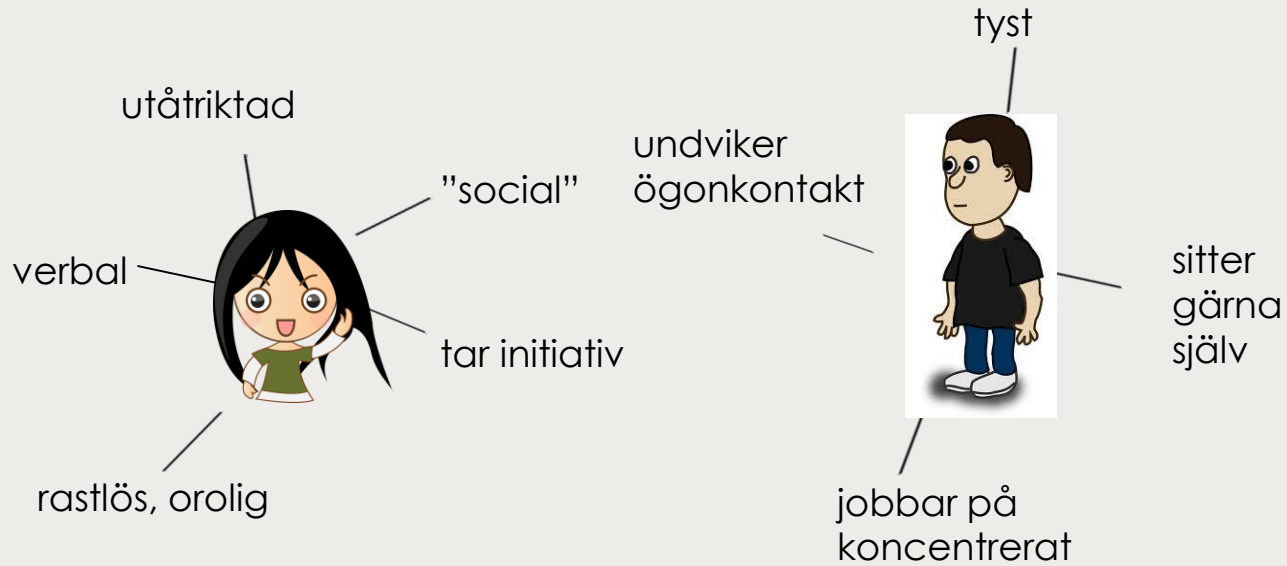 utåtriktad
”social”
verbal
tar initiativ
rastlös, orolig
tyst
undviker
ögonkontakt
sitter
gärna
själv
jobbar på
koncentrerat